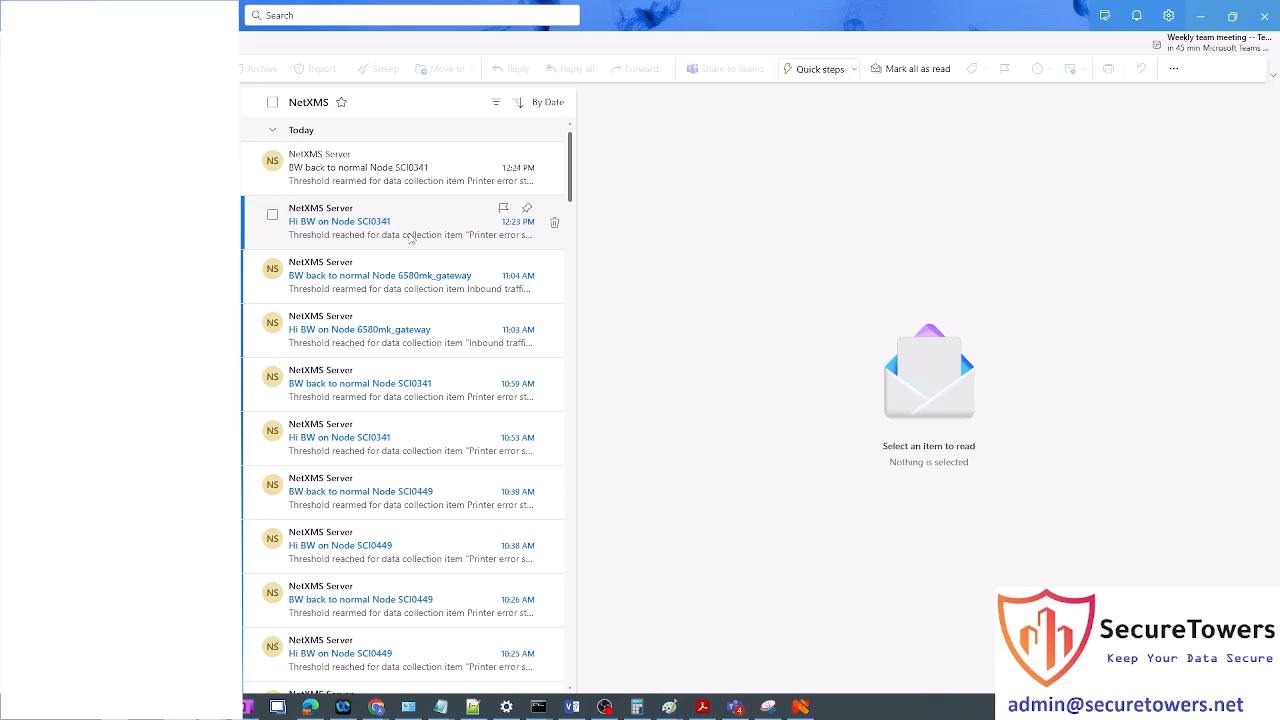 Search
Weekly team meeting -- Te...
in 45 min Microsoft Teams ...
Archive
Report
Sweep
Move to
Reply
Reply all
Forward
Share to Teams
Quick steps
Mark all as read
NetXMS
By Date
Today
NS
NetXMS Server
BW back to normal Node SCI0341
12:24 PM
Threshold rearmed for data collection item Printer error st...
NetXMS Server
Hi BW on Node SCI0341
12:23 PM
Threshold reached for data collection item "Printer error s...
NS
NetXMS Server
BW back to normal Node 6580mk_gateway
11:04 AM
Threshold rearmed for data collection item Inbound traffi...
NS
NetXMS Server
Hi BW on Node 6580mk_gateway
11:03 AM
Threshold reached for data collection item "Inbound traffi...
NS
NetXMS Server
BW back to normal Node SCI0341
10:59 AM
Threshold rearmed for data collection item Printer error st...
NS
NetXMS Server
Hi BW on Node SCI0341
10:53 AM
Threshold reached for data collection item "Printer error s...
NS
NetXMS Server
BW back to normal Node SCI0449
10:39 AM
Threshold rearmed for data collection item Printer error st...
NS
NetXMS Server
Hi BW on Node SCI0449
10:38 AM
Threshold reached for data collection item "Printer error s...
NS
NetXMS Server
BW back to normal Node SCI0449
10:26 AM
Threshold rearmed for data collection item Printer error st...
NS
NetXMS Server
Hi BW on Node SCI0449
10:25 AM
Threshold reached for data collection item "Printer error s...
Select an item to read
Nothing is selected
SecureTowers
Keep Your Data Secure
admin@securetowers.net